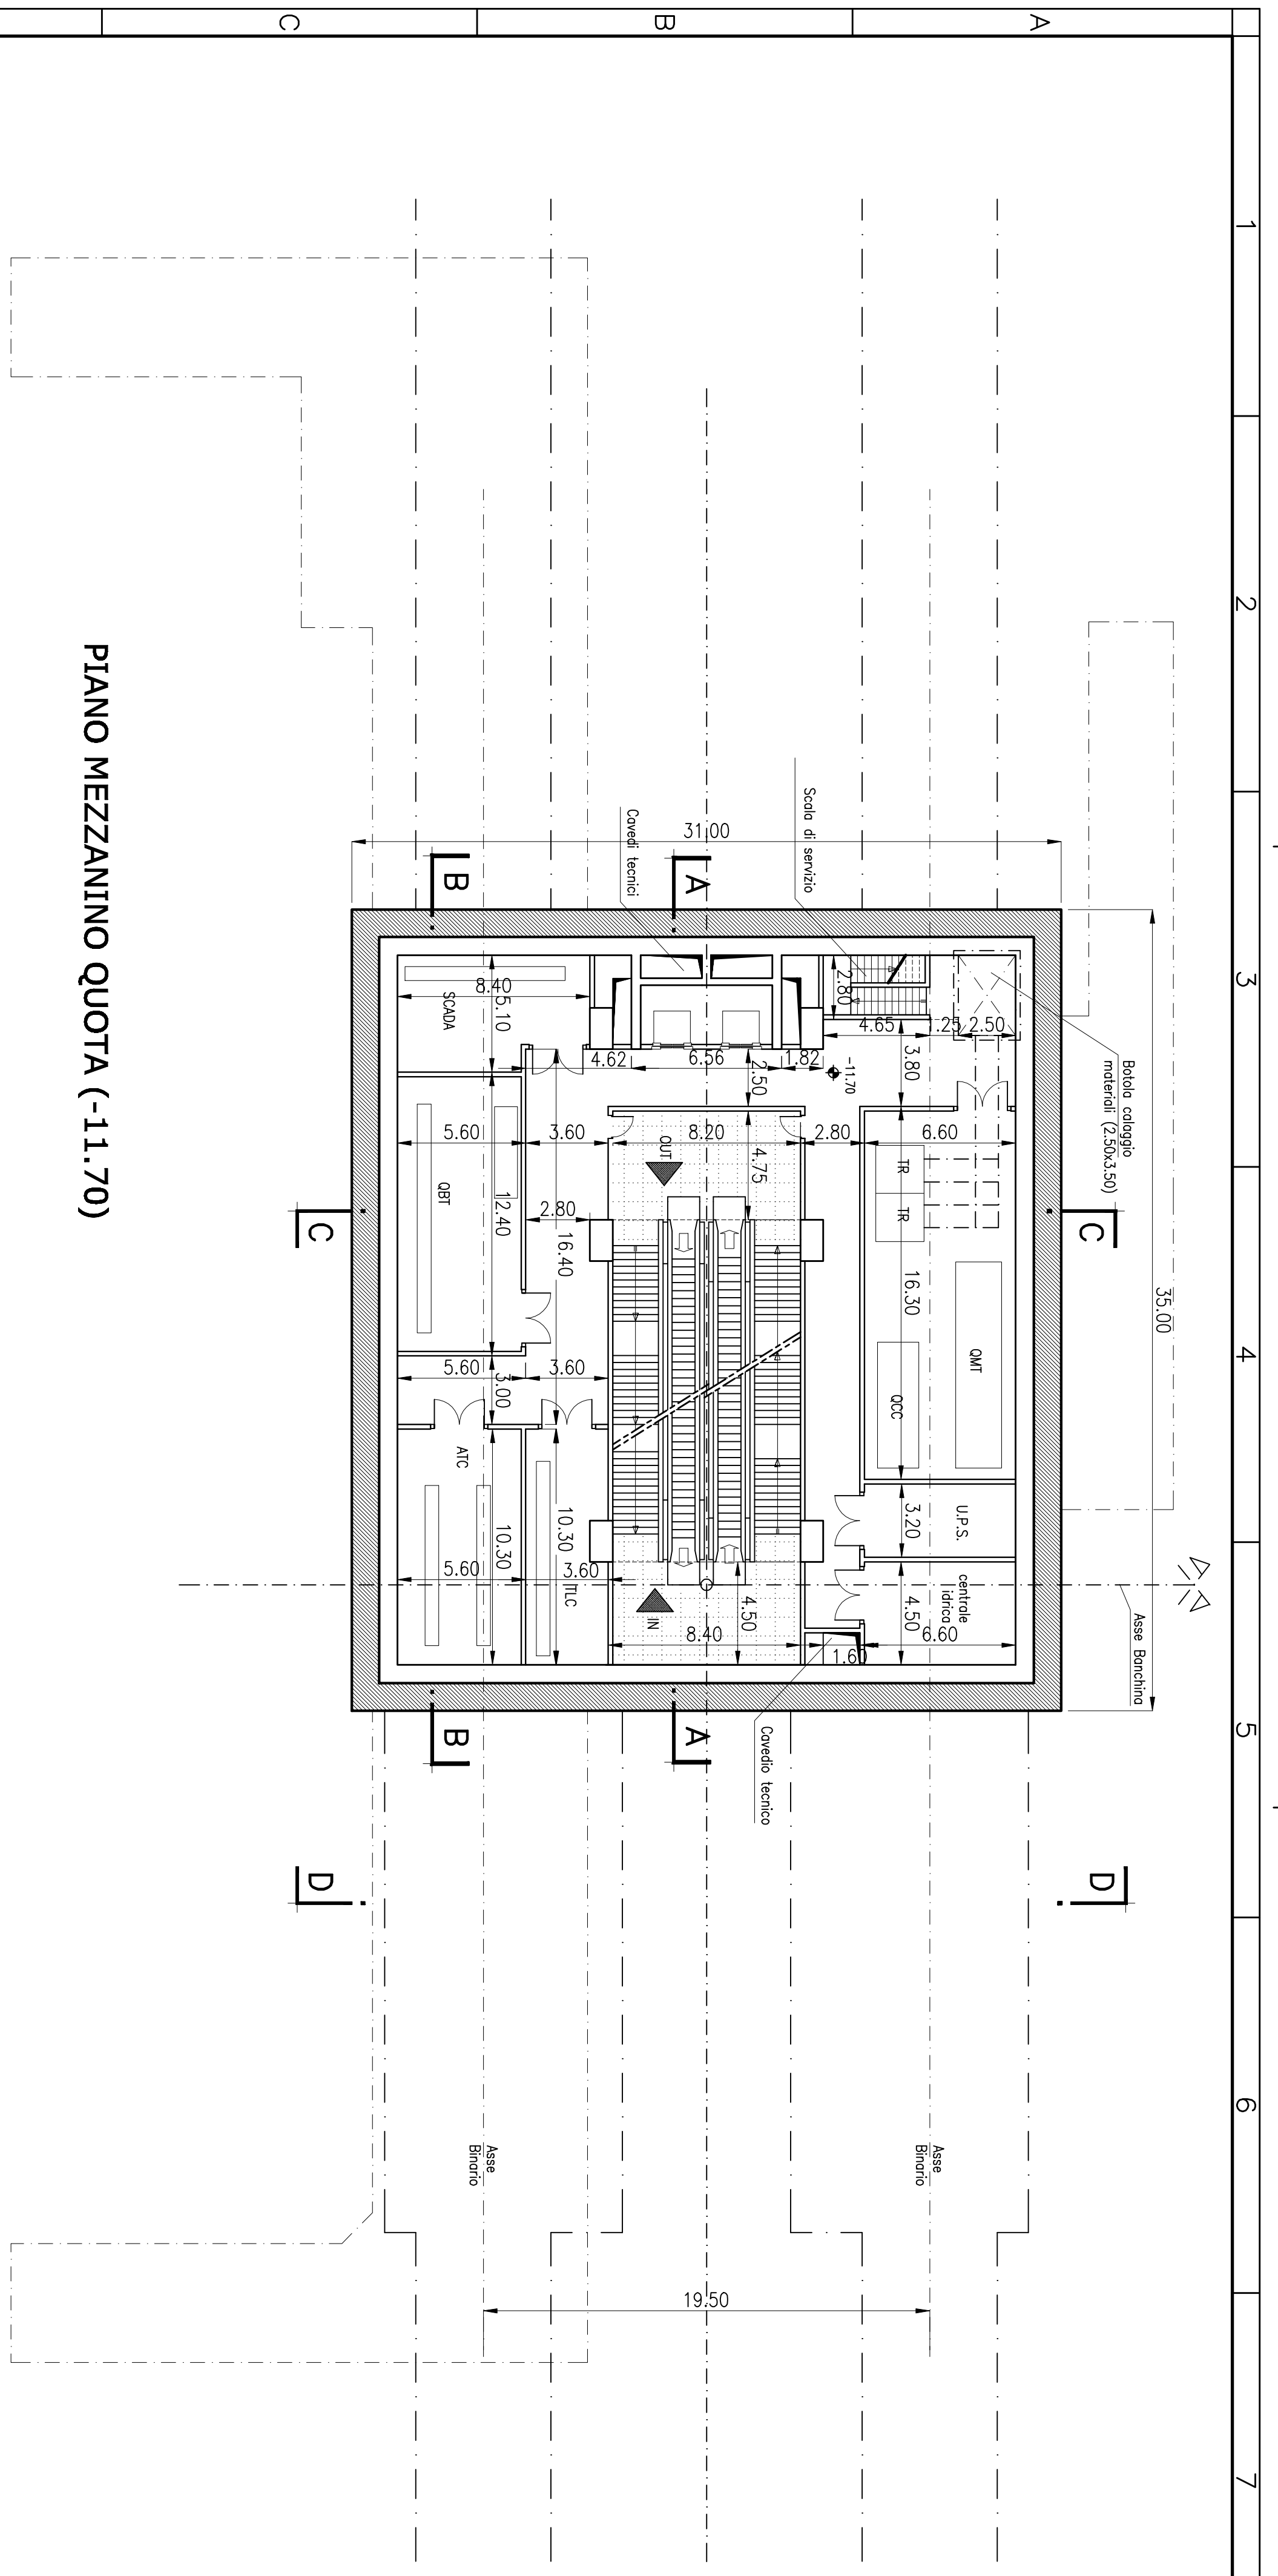 A
B
C
1
2
3
4
5
6
7
PIANO MEZZANINO QUOTA (-11.70)
35.00
31.00
19.50
Botola calaggio
materiali (2.50x3.50)
Scala di servizio
Cavedi tecnici
Cavedio tecnico
Asse Banchina
Asse
Binario
Asse
Binario
A
A
B
B
C
C
D
D
-11.70
2.80
4.65
1.25
2.50
3.80
4.62
6.56
1.82
2.50
8.40
5.10
SCADA
5.60
3.60
8.20
2.80
6.60
4.75
OUT
TR
TR
QMT
QCC
16.30
QBT
12.40
2.80
16.40
5.60
3.60
3.00
ATC
10.30
5.60
10.30
3.60
TLC
IN
4.50
8.40
1.60
U.P.S.
3.20
centrale
idrica
4.50
6.60